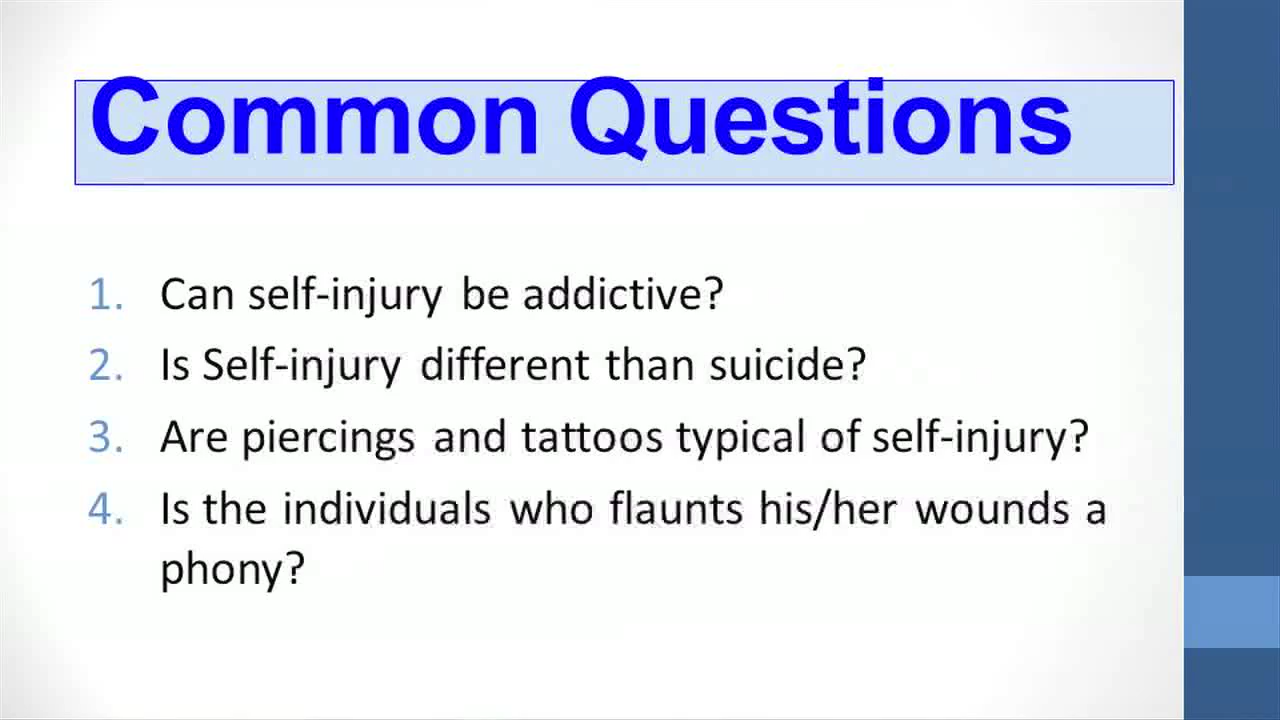 Common Questions
1. Can self-injury be addictive?
2. Is Self-injury different than suicide?
3. Are piercings and tattoos typical of self-injury?
4. Is the individuals who flaunts his/her wounds a
phony?